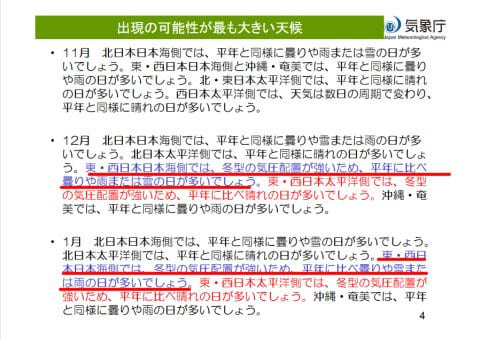 出現の可能性が最も大きい天候
気象庁
Japan Meteorological Agency
• 11月 北日本日本海側では、平年と同様に曇りや雨または雪の日が多
いでしょう。東・西日本日本海側と沖縄・奄美では、平年と同様に曇り
や雨の日が多いでしょう。北・東日本太平洋側では、平年と同様に晴れ
の日が多いでしょう。西日本太平洋側では、天気は数日の周期で変わり、
平年と同様に晴れの日が多いでしょう。
• 12月 北日本日本海側では、平年と同様に曇りや雪または雨の日が多
いでしょう。北日本太平洋側では、平年と同様に晴れの日が多いでしょ
う。東・西日本日本海側では、冬型の気圧配置が強いため、平年に比べ
曇りや雨または雪の日が多いでしょう。東・西日本太平洋側では、冬型
の気圧配置が強いため、平年に比べ晴れの日が多いでしょう。沖縄・奄
美では、平年と同様に曇りや雨の日が多いでしょう。
• 1月 北日本日本海側では、平年と同様に曇りや雪の日が多いでしょう。
北日本太平洋側では、平年と同様に晴れの日が多いでしょう。東・西日
本日本海側では、冬型の気圧配置が強いため、平年に比べ曇りや雪また
は雨の日が多いでしょう。東・西日本太平洋側では、冬型の気圧配置が
強いため、平年に比べ晴れの日が多いでしょう。沖縄・奄美では、平年
と同様に曇りや雨の日が多いでしょう。
4